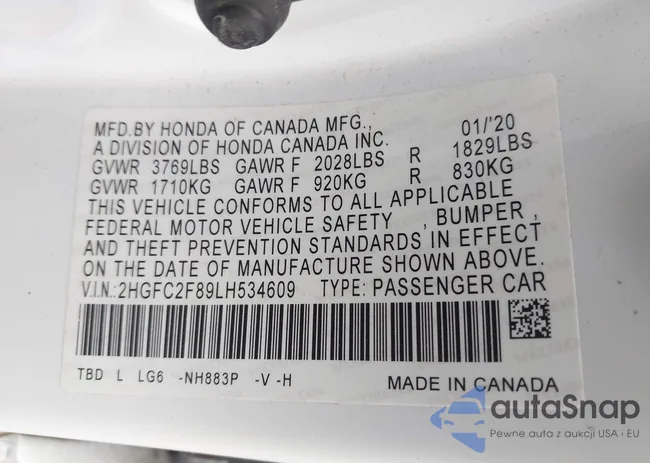 MFD.BY HONDA OF CANADA MFG., 01/'20
A DIVISION OF HONDA CANADA INC.
GVWR 3769LBS GAWR F 2028LBS R 1829LBS
GVWR 1710KG GAWR F 920KG R 830KG
THIS VEHICLE CONFORMS TO ALL APPLICABLE
FEDERAL MOTOR VEHICLE SAFETY , BUMPER ,
AND THEFT PREVENTION STANDARDS IN EFFECT
ON THE DATE OF MANUFACTURE SHOWN ABOVE.
V.I.N.:2HGFC2F89LH534609 TYPE: PASSENGER CAR
TBD L LG6 -NH883P -V -H MADE IN CANADA
autaSnap
Pewne auta z aukcji USA i EU